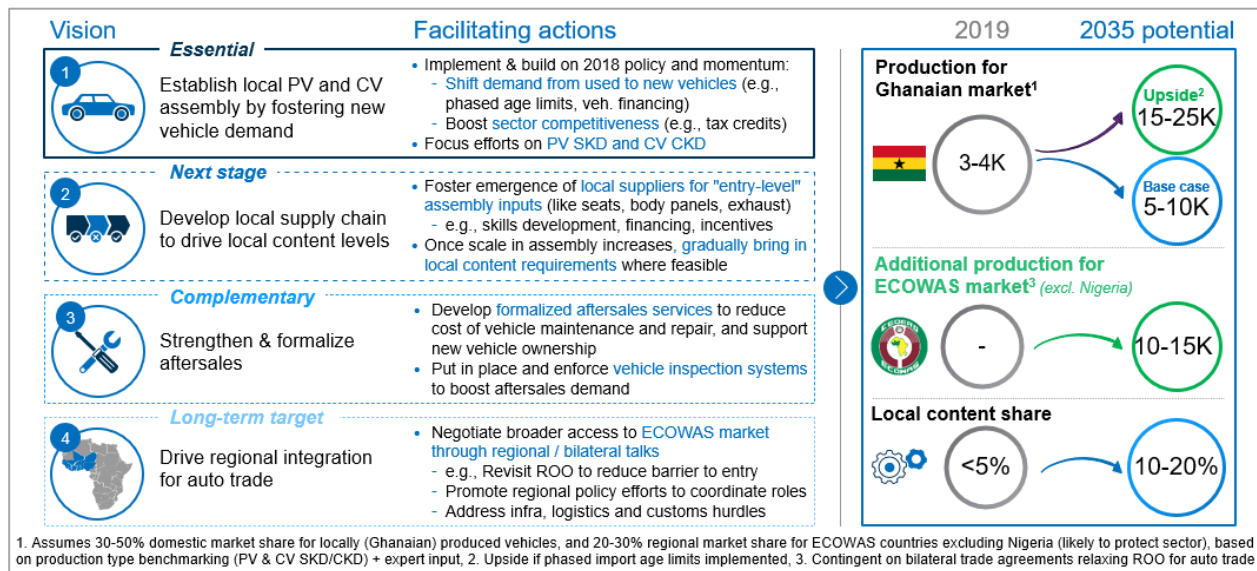 Vision
Facilitating actions
2019
2035 potential
Essential
1
Establish local PV and CV
assembly by fostering new
vehicle demand
• Implement & build on 2018 policy and momentum:
- Shift demand from used to new vehicles (e.g.,
phased age limits, veh. financing)
- Boost sector competitiveness (e.g., tax credits)
• Focus efforts on PV SKD and CV CKD
Next stage
2
Develop local supply chain
to drive local content levels
• Foster emergence of local suppliers for "entry-level"
assembly inputs (like seats, body panels, exhaust)
- e.g., skills development, financing, incentives
• Once scale in assembly increases, gradually bring in
local content requirements where feasible
Complementary
3
Strengthen & formalize
aftersales
• Develop formalized aftersales services to reduce
cost of vehicle maintenance and repair, and support
new vehicle ownership
• Put in place and enforce vehicle inspection systems
to boost aftersales demand
Long-term target
4
Drive regional integration
for auto trade
• Negotiate broader access to ECOWAS market
through regional / bilateral talks
- e.g., Revisit ROO to reduce barrier to entry
- Promote regional policy efforts to coordinate roles
- Address infra, logistics and customs hurdles
Production for
Ghanaian market1
3-4K
Upside2
15-25K
Base case
5-10K
Additional production for
ECOWAS market3 (excl. Nigeria)
CEDEAO
ECOWAS
-
10-15K
Local content share
<5%
10-20%
1. Assumes 30-50% domestic market share for locally (Ghanaian) produced vehicles, and 20-30% regional market share for ECOWAS countries excluding Nigeria (likely to protect sector), based
on production type benchmarking (PV & CV SKD/CKD) + expert input, 2. Upside if phased import age limits implemented, 3. Contingent on bilateral trade agreements relaxing ROO for auto trade